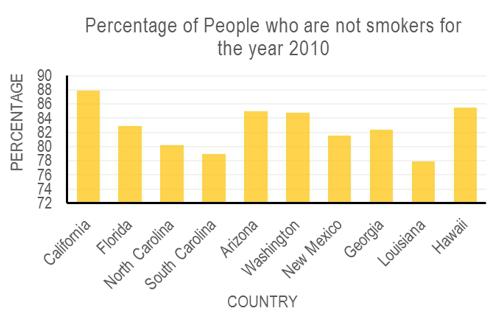 Percentage of People who are not smokers for
the year 2010
PERCENTAGE
90
88
86
84
82
80
78
76
74
72
California
Florida
North Carolina
South Carolina
Arizona
Washington
New Mexico
Georgia
Louisiana
Hawaii
COUNTRY